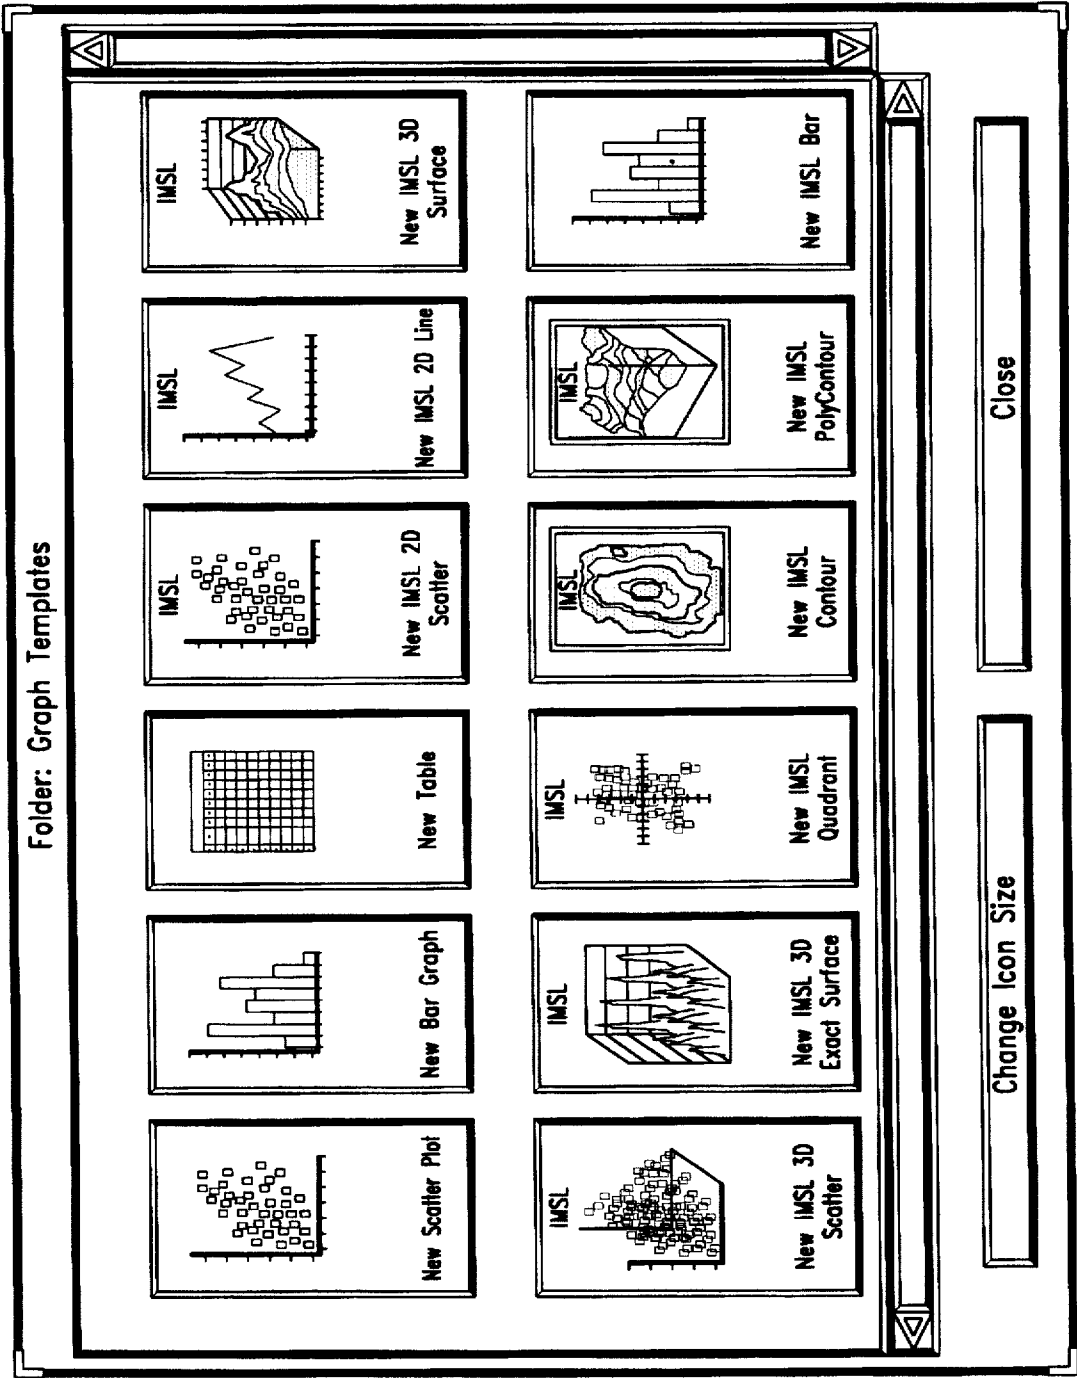 Folder: Graph Templates
New Scatter Plot
New Bar Graph
New Table
IMSL
New IMSL 2D
Scatter
IMSL
New IMSL 2D Line
IMSL
New IMSL 3D
Surface
IMSL
New IMSL 3D
Scatter
IMSL
New IMSL 3D
Exact Surface
IMSL
New IMSL
Quadrant
IMSL
New IMSL
Contour
IMSL
New IMSL
PolyContour
New IMSL Bar
Change Icon Size
Close